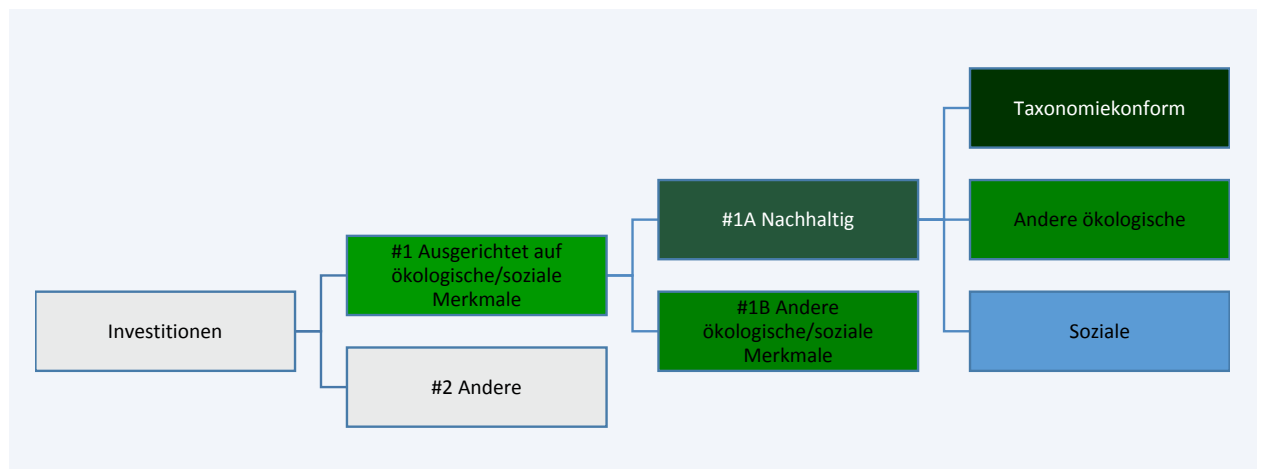 Investitionen
#1 Ausgerichtet auf
ökologische/soziale
Merkmale
#2 Andere
#1A Nachhaltig
#1B Andere
ökologische/soziale
Merkmale
Taxonomiekonform
Andere ökologische
Soziale